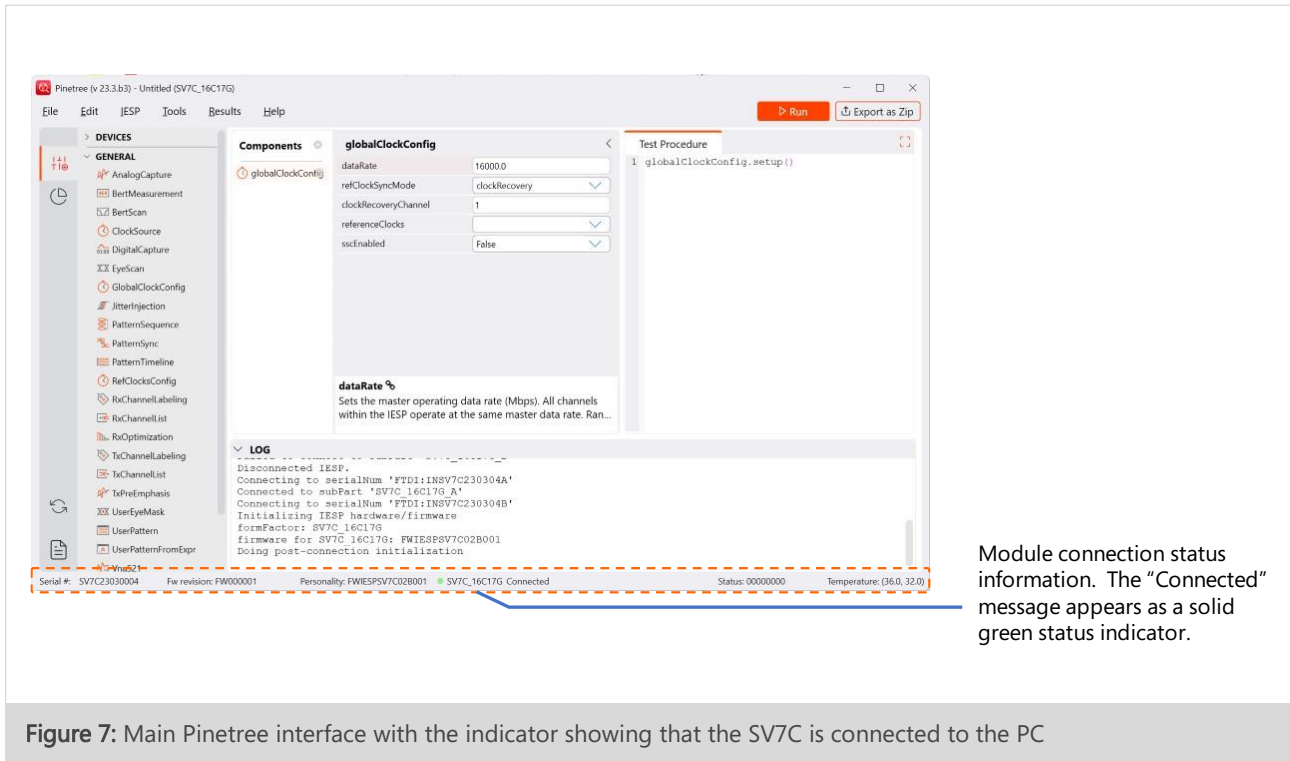 Pinetree (v 23.3.b3) - Untitled (SV7C_16C17G)
File Edit IESP Tools Results Help
Run
Export as Zip
DEVICES
GENERAL
AnalogCapture
BertMeasurement
BertScan
ClockSource
DigitalCapture
EyeScan
GlobalClockConfig
JitterInjection
PatternSequence
PatternSync
PatternTimeline
RefClocksConfig
RxChannelLabeling
RxChannelList
RxOptimization
TxChannelLabeling
TxChannelList
TxPreEmphasis
UserEyeMask
UserPattern
UserPatternFromExpr
Vna521
Components
globalClockConfig
globalClockConfig
dataRate 16000.0
refClockSyncMode clockRecovery
clockRecoveryChannel 1
referenceClocks
sscEnabled False
dataRate
Sets the master operating data rate (Mbps). All channels
within the IESP operate at the same master data rate. Ran...
Test Procedure
1 globalClockConfig.setup()
LOG
Disconnected IESP.
Connecting to serialNum 'FTDI:INSV7C230304A'
Connected to subPart 'SV7C_16C17G_A'
Connecting to serialNum 'FTDI:INSV7C230304B'
Initializing IESP hardware/firmware
formFactor: SV7C_16C17G
firmware for SV7C_16C17G: FWIESPSV7C02B001
Doing post-connection initialization
Serial #: SV7C23030004 Fw revision: FW000001 Personality: FWIESPSV7C02B001 SV7C_16C17G Connected Status: 00000000 Temperature: (36.0, 32.0)
Module connection status
information. The “Connected”
message appears as a solid
green status indicator.
Figure 7: Main Pinetree interface with the indicator showing that the SV7C is connected to the PC